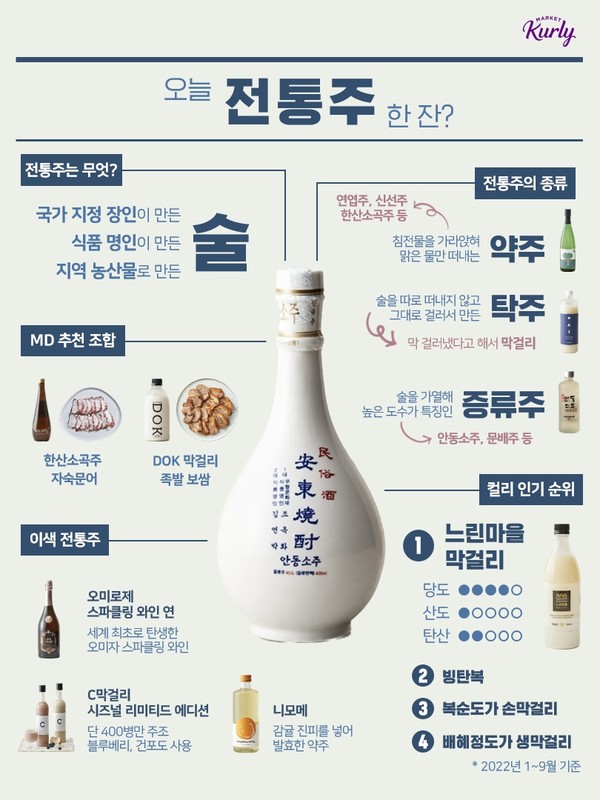 MARKET
Kurly
오늘 전통주 한 잔?
전통주는 무엇?
국가 지정 장인이 만든
식품 명인이 만든
지역 농산물로 만든
술
전통주의 종류
연엽주, 신선주
한산소곡주 등
침전물을 가라앉혀
맑은 물만 떠내는
약주
술을 따로 떠내지 않고
그대로 걸러서 만든
탁주
막 걸러냈다고 해서 막걸리
술을 가열해
높은 도수가 특징인
증류주
안동소주, 문배주 등
MD 추천 조합
DOK
한산소곡주
자숙문어
DOK 막걸리
족발 보쌈
民俗酒
安東燒酎
안동소주
이색 전통주
오미로제
스파클링 와인 연
세계 최초로 탄생한
오미자 스파클링 와인
C막걸리
시즈널 리미티드 에디션
단 400병만 주조
블루베리, 건포도 사용
니모메
감귤 진피를 넣어
발효한 약주
컬리 인기 순위
1 느린마을
막걸리
당도
산도
탄산
2 빙탄복
3 복순도가 손막걸리
4 배혜정도가 생막걸리
* 2022년 1~9월 기준